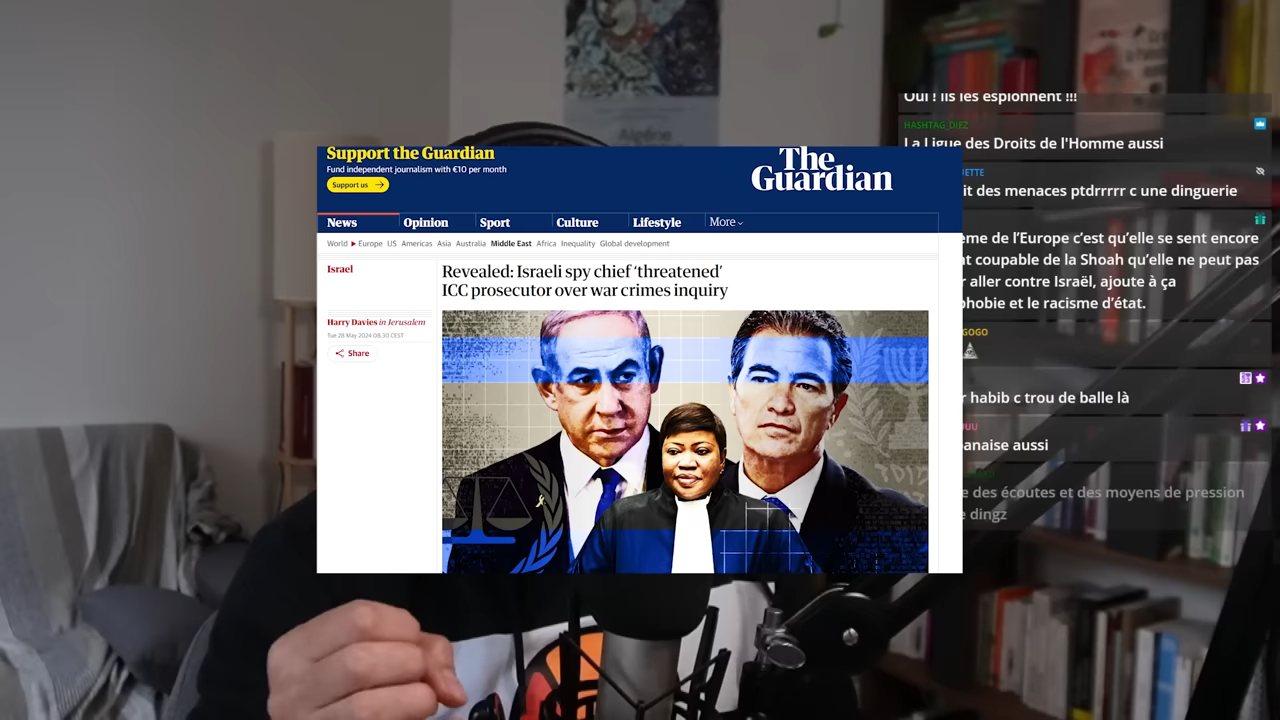 Support the Guardian
Fund independent journalism with €10 per month
Support us
The
Guardian
News
Opinion
Sport
Culture
Lifestyle
More
World
Europe
US
Americas
Asia
Australia
Middle East
Africa
Inequality
Global development
Israel
Revealed: Israeli spy chief ‘threatened’
ICC prosecutor over war crimes inquiry
Harry Davies in Jerusalem
Tue 28 May 2024 08.30 CEST
Share
Oui ! Ils les espionnent !!!
HASHTAG_DIEZ
La Ligue des Droits de l'Homme aussi
des menaces ptdrrrrr c une dinguerie
de l’Europe c’est qu’elle se sent encore
coupable de la Shoah qu’elle ne peut pas
aller contre Israël, ajoute à ça
et le racisme d’état.
GOGO
habib c trou de balle là
aussi
des écoutes et des moyens de pression
dingz
Algérie